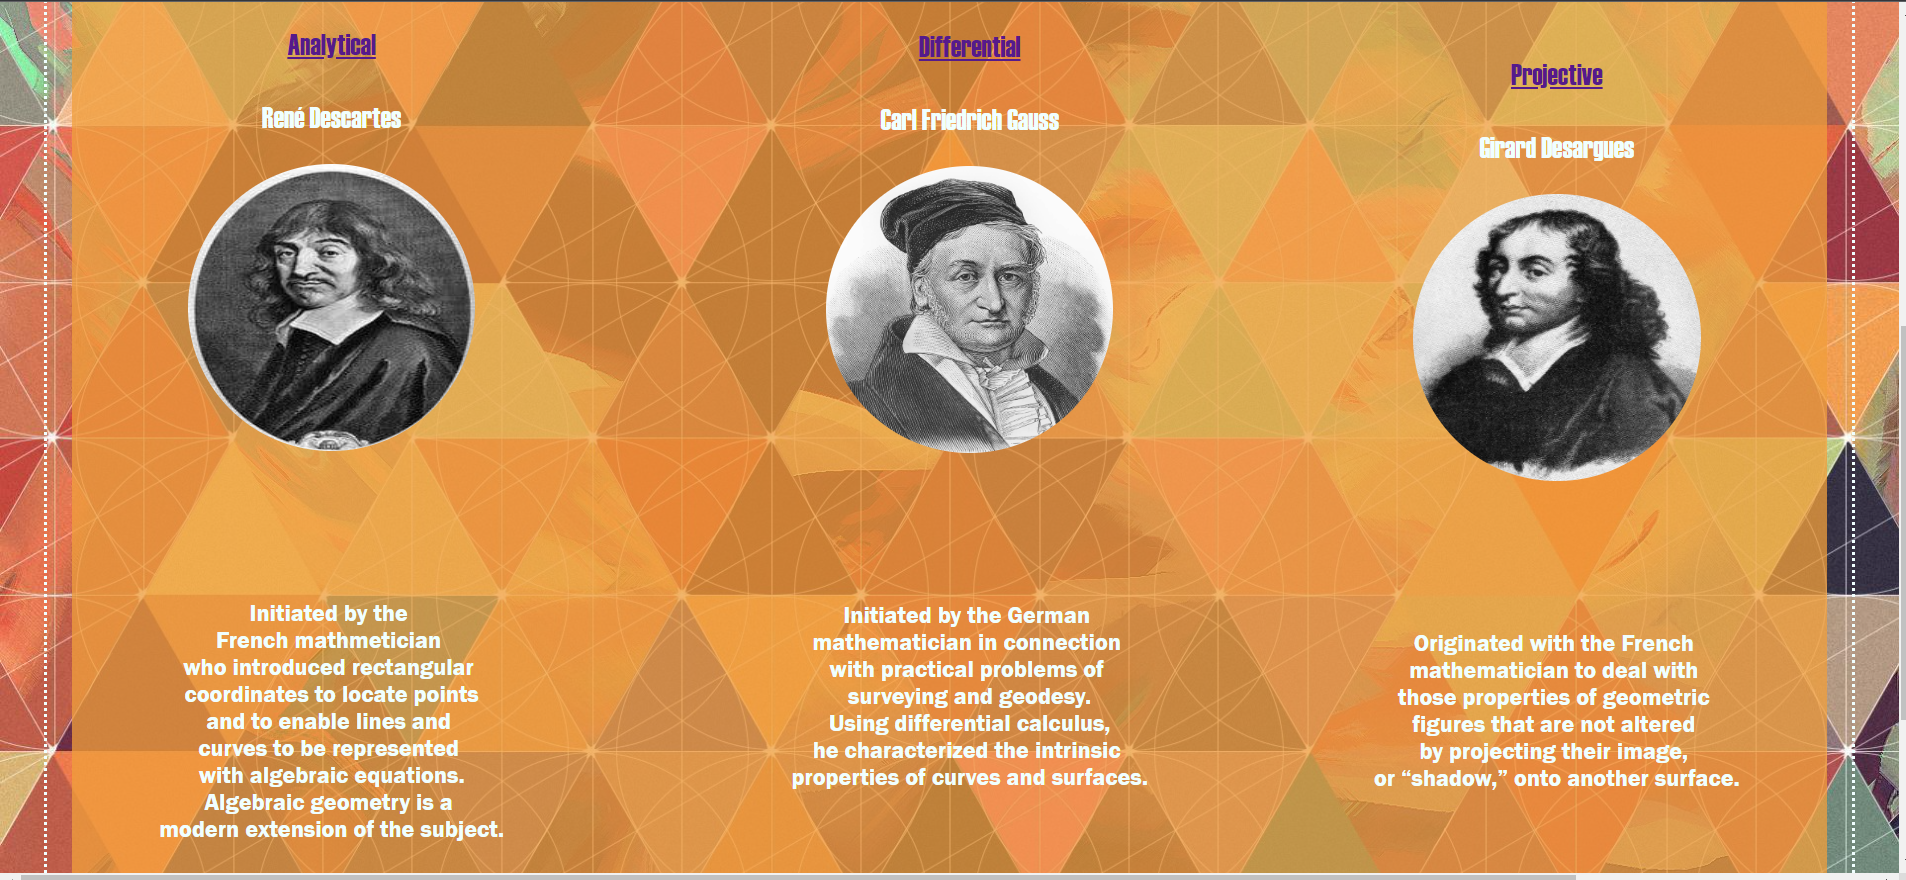 Analytical
René Descartes
Initiated by the
French mathmetician
who introduced rectangular
coordinates to locate points
and to enable lines and
curves to be represented
with algebraic equations.
Algebraic geometry is a
modern extension of the subject.
Differential
Carl Friedrich Gauss
Initiated by the German
mathematician in connection
with practical problems of
surveying and geodesy.
Using differential calculus,
he characterized the intrinsic
properties of curves and surfaces.
Projective
Girard Desargues
Originated with the French
mathematician to deal with
those properties of geometric
figures that are not altered
by projecting their image,
or “shadow,” onto another surface.